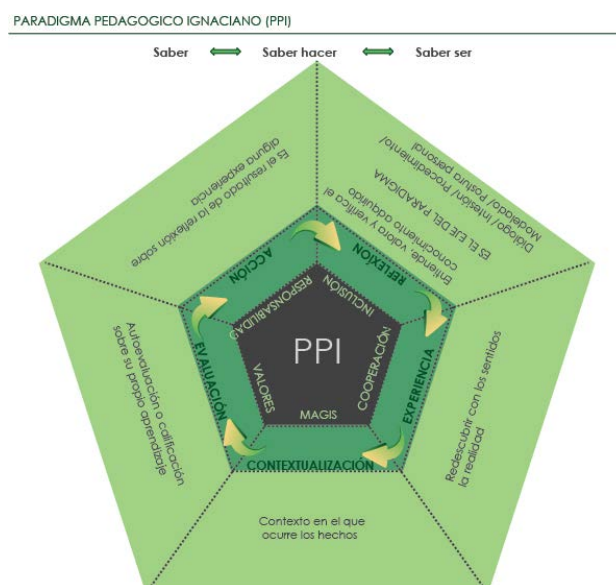 PARADIGMA PEDAGOGICO IGNACIANO (PPI)
Saber Saber hacer Saber ser
Es el resultado de la reflexión sobre
alguna experiencia
Diálogo/ Intesión/ Procedimiento/
Modelado/ Postura personal
ES EL EJE DEL PARADIGMA
Entiende, valora y verifica el
conocimiento adquirido
ACCIÓN
REFLEXIÓN
RESPONSABILIDAD
INCLUSIÓN
PPI
EVALUACIÓN
VALORES
COOPERACIÓN
EXPERIENCIA
MAGIS
CONTEXTUALIZACIÓN
Autoevaluación o calificación
sobre su propio aprendizaje
Redescubrir con los sentidos
la realidad
Contexto en el que
ocurre los hechos